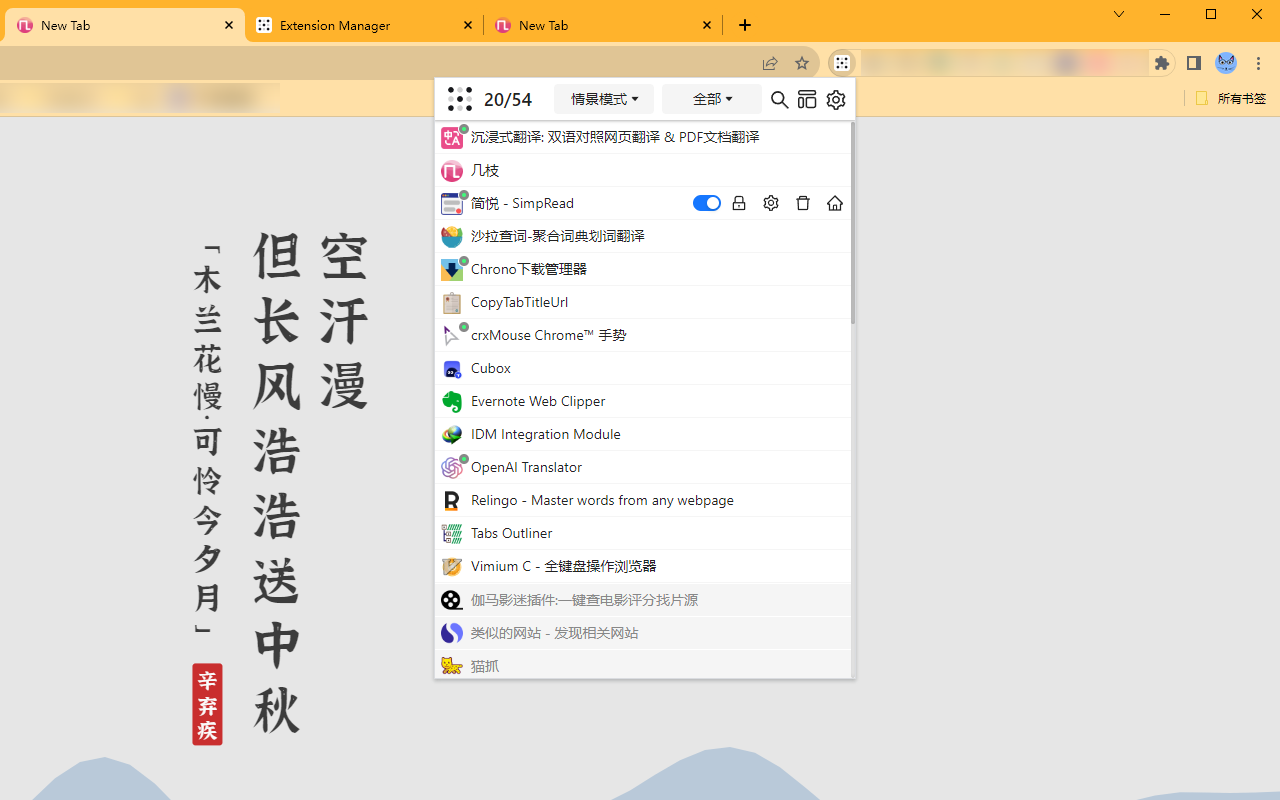 New Tab
Extension Manager
New Tab
所有书签
20/54
情景模式
全部
沉浸式翻译: 双语对照网页翻译 & PDF文档翻译
几枝
简悦 - SimpRead
沙拉查词-聚合词典划词翻译
Chrono下载管理器
CopyTabTitleUrl
crxMouse Chrome™ 手势
Cubox
Evernote Web Clipper
IDM Integration Module
OpenAI Translator
Relingo - Master words from any webpage
Tabs Outliner
Vimium C - 全键盘操作浏览器
伽马影迷插件:一键查电影评分找片源
类似的网站 - 发现相关网站
猫抓
空汗漫
但长风浩浩送中秋
「木兰花慢·可怜今夕月」
辛弃疾